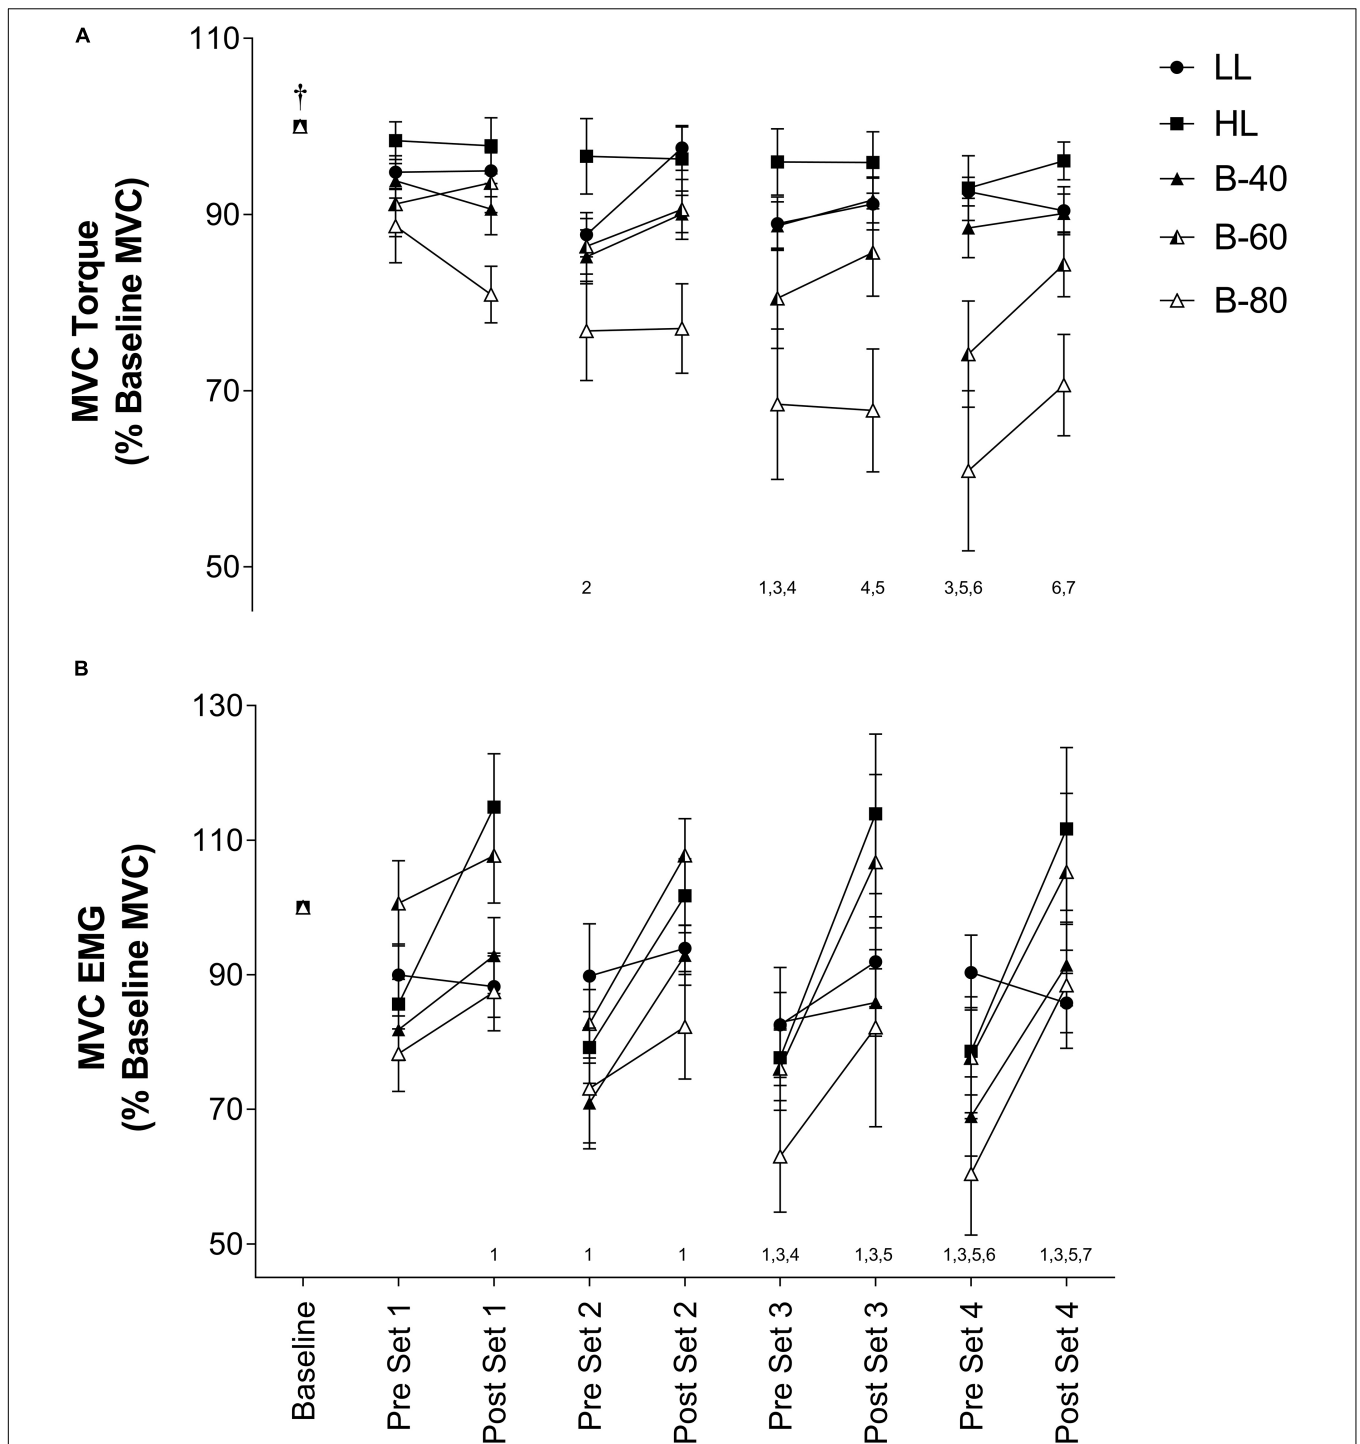 A
110
90
70
50
MVC Torque
(% Baseline MVC)
†
LL
HL
B-40
B-60
B-80
2
1,3,4
4,5
3,5,6
6,7
B
130
110
90
70
50
MVC EMG
(% Baseline MVC)
1
1
1
1,3,4
1,3,5
1,3,5,6
1,3,5,7
Baseline
Pre Set 1
Post Set 1
Pre Set 2
Post Set 2
Pre Set 3
Post Set 3
Pre Set 4
Post Set 4